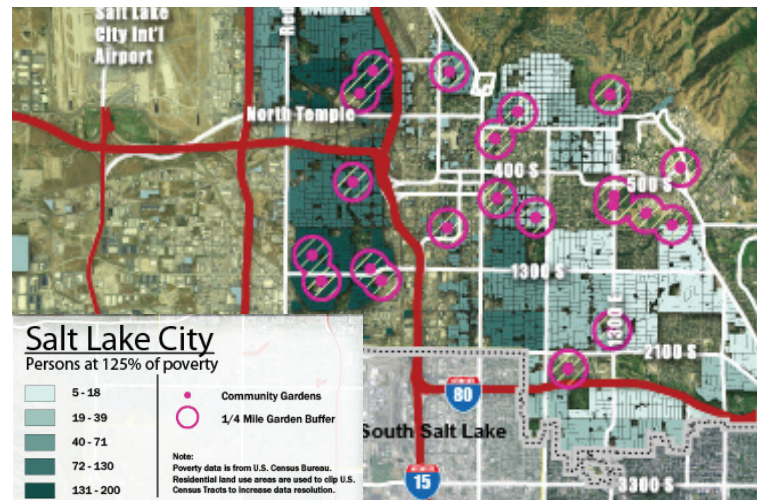 Salt Lake
City Int'l
Airport
North Temple
400 S
500 S
1300 S
1300 E
2100 S
80
South Salt Lake
15
3300 S
Salt Lake City
Persons at 125% of poverty
5 - 18
19 - 39
40 - 71
72 - 130
131 - 200
Community Gardens
1/4 Mile Garden Buffer
Note:
Poverty data is from U.S. Census Bureau.
Residential land use areas are used to clip U.S.
Census Tracts to increase data resolution.